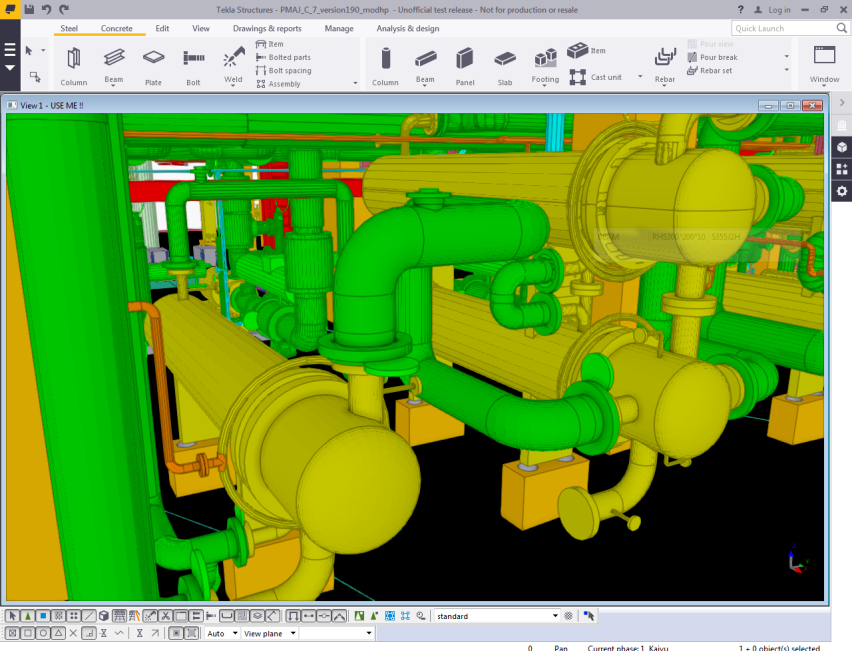 Tekla Structures - PMAJ_C_7_version190_modhp - Unofficial test release - Not for production or resale
? Log in
Steel Concrete Edit View Drawings & reports Manage Analysis & design
Quick Launch
Item
Bolted parts
Bolt spacing
Assembly
Column Beam Plate Bolt Weld
Item
Cast unit
Column Beam Panel Slab Footing
Pour view
Pour break
Rebar set
Rebar
Window
View 1 - USE ME !!
RHS300*200*10 S355J2H
standard
Auto View plane
0 Pan Current phase: 1, Kaivu 1 + 0 object(s) selected